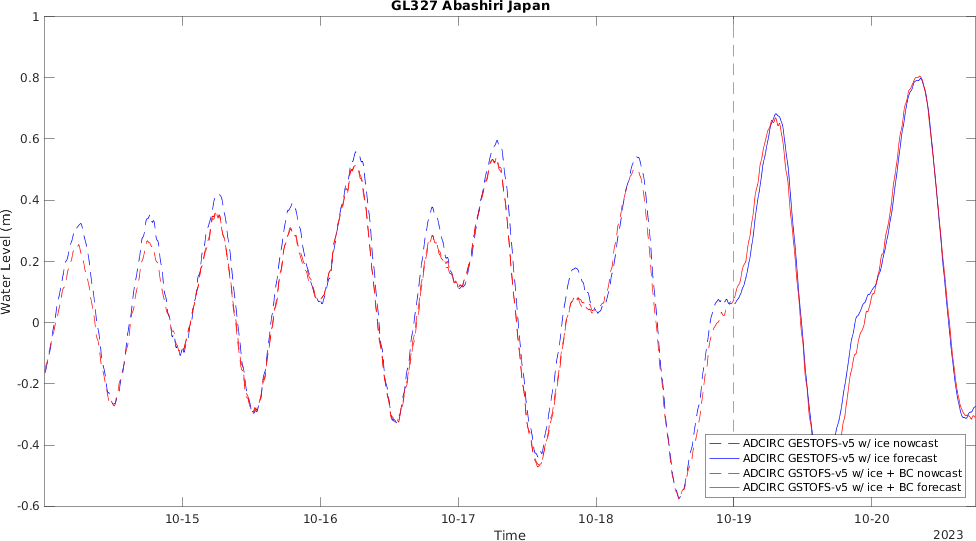 GL327 Abashiri Japan
Water Level (m)
1
0.8
0.6
0.4
0.2
0
-0.2
-0.4
-0.6
ADCIRC GESTOFS-v5 w/ ice nowcast
ADCIRC GESTOFS-v5 w/ ice forecast
ADCIRC GSTOFS-v5 w/ ice + BC nowcast
ADCIRC GSTOFS-v5 w/ ice + BC forecast
10-15 10-16 10-17 10-18 10-19 10-20
Time
2023